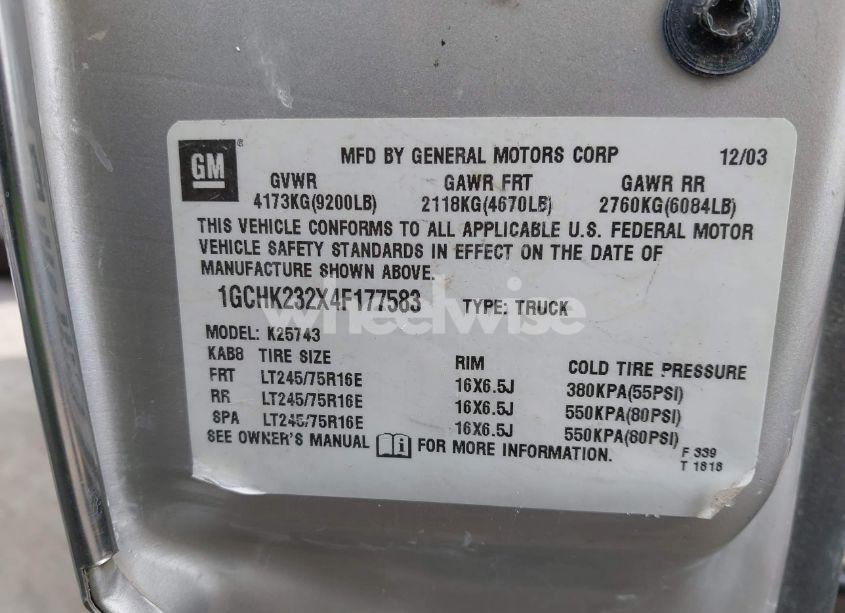 GM ® MFD BY GENERAL MOTORS CORP 12/03
GVWR GAWR FRT GAWR RR
4173KG(9200LB) 2118KG(4670LB) 2760KG(6084LB)
THIS VEHICLE CONFORMS TO ALL APPLICABLE U.S. FEDERAL MOTOR
VEHICLE SAFETY STANDARDS IN EFFECT ON THE DATE OF
MANUFACTURE SHOWN ABOVE.
1GCHK232X4F177583 TYPE: TRUCK
wheelwise
MODEL: K25743
KAB8 TIRE SIZE RIM COLD TIRE PRESSURE
FRT LT245/75R16E 16X6.5J 380KPA(55PSI)
RR LT245/75R16E 16X6.5J 550KPA(80PSI)
SPA LT245/75R16E 16X6.5J 550KPA(80PSI)
SEE OWNER'S MANUAL i FOR MORE INFORMATION.
F 339
T 1818